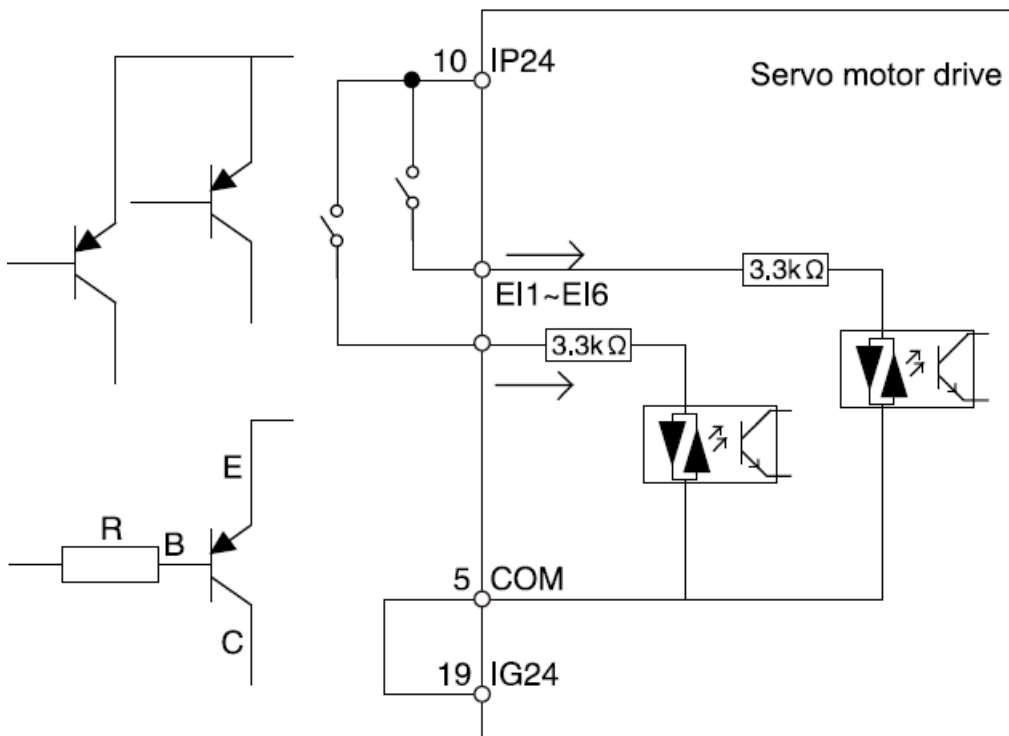 10 IP24
Servo motor drive
3.3kΩ
EI1~EI6
3.3kΩ
E
R
B
C
5 COM
19 IG24